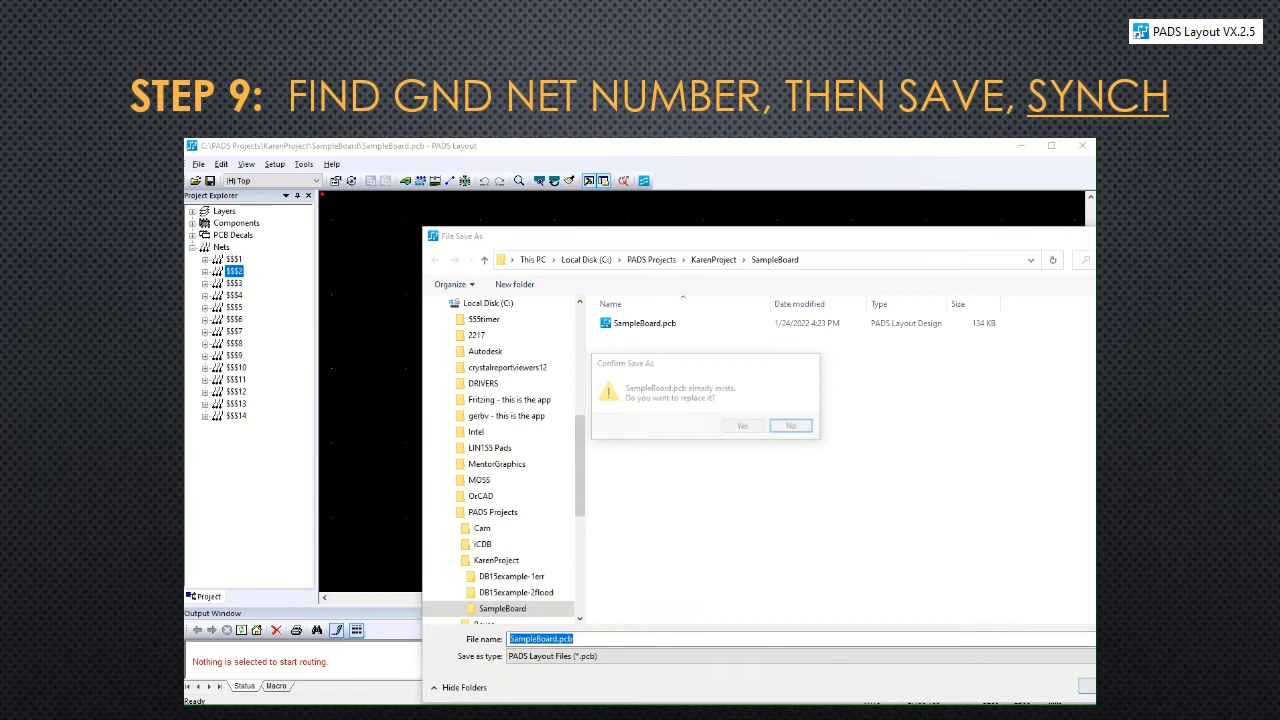 PADS Layout VX.2.5
STEP 9: FIND GND NET NUMBER, THEN SAVE, SYNCH
C:\PADS Projects\KarenProject\SampleBoard\SampleBoard.pcb - PADS Layout
File Edit View Setup Tools Help
(H) Top
Project Explorer
Layers
Components
PCB Decals
Nets
$$$1
$$$2
$$$3
$$$4
$$$5
$$$6
$$$7
$$$8
$$$9
$$$10
$$$11
$$$12
$$$13
$$$14
Project
Output Window
Nothing is selected to start routing.
Status Macro
Ready
File Save As
This PC > Local Disk (C:) > PADS Projects > KarenProject > SampleBoard
Organize New folder
Local Disk (C:)
555timer
2217
Autodesk
crystalreportviewers12
DRIVERS
Fritzing - this is the app
gerbv - this is the app
Intel
LIN155 Pads
MentorGraphics
MOSS
OrCAD
PADS Projects
Cam
iCDB
KarenProject
DB15example-1err
DB15example-2flood
SampleBoard
Name Date modified Type Size
SampleBoard.pcb 1/24/2022 4:23 PM PADS Layout Design 134 KB
Confirm Save As
SampleBoard.pcb already exists.
Do you want to replace it?
Yes No
File name: SampleBoard.pcb
Save as type: PADS Layout Files (*.pcb)
Hide Folders